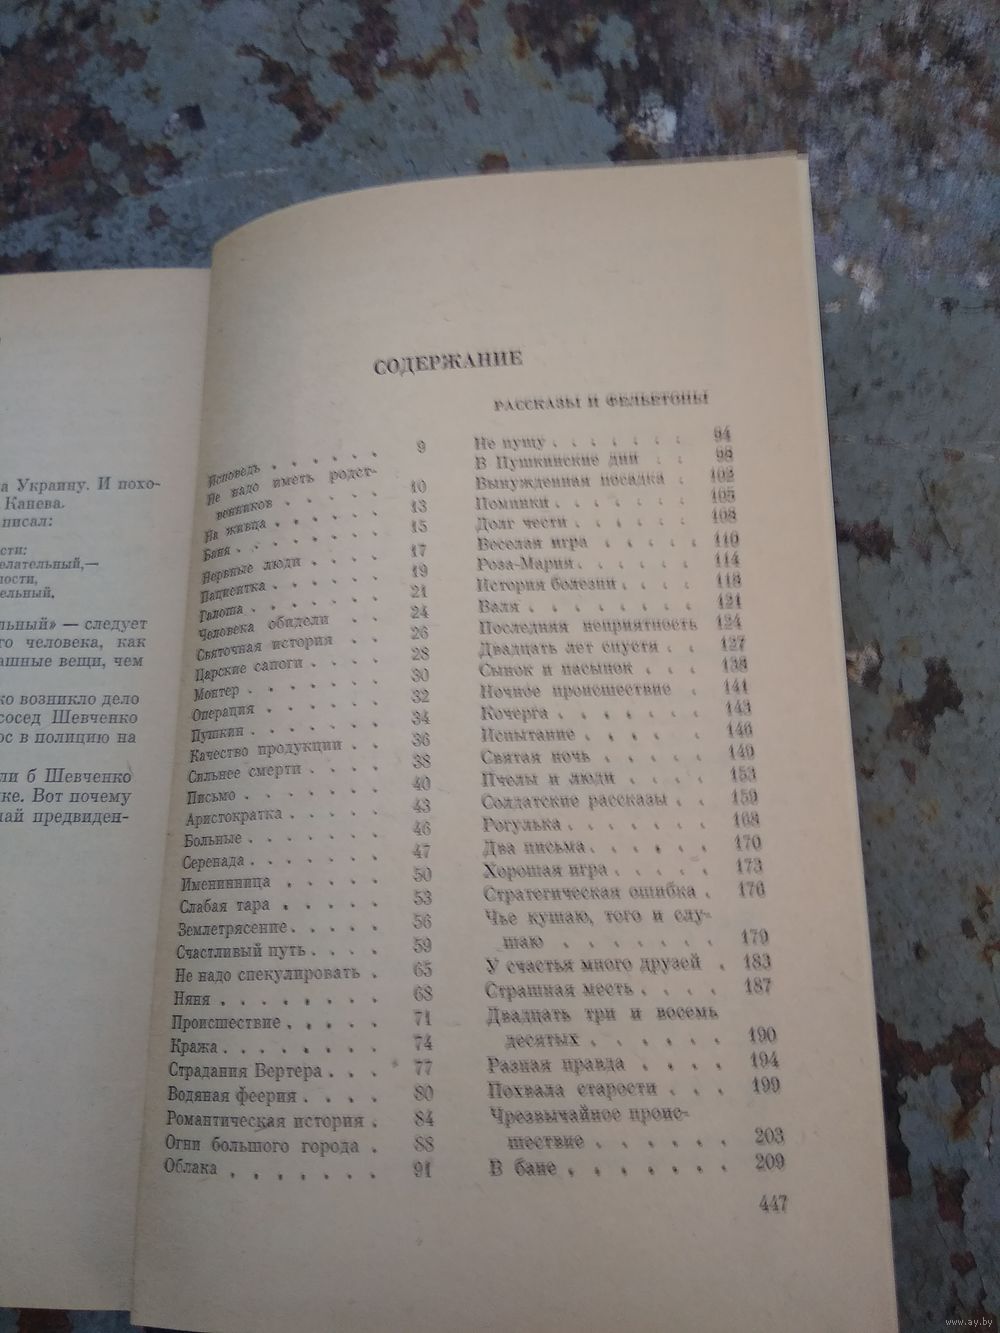 а Украину. И похо-
Канева.
писал:
сти:
елательный,—
ости,
ельный,
льный» — следует
го человека, как
ашные вещи, чем
ко возникло дело
сосед Шевченко
ос в полицию на
ли б Шевченко
ке. Вот почему
чай предвиден-
СОДЕРЖАНИЕ
РАССКАЗЫ И ФЕЛЬЕТОНЫ
Исповедь . . . . . . 9
Не надо иметь родст-
венников . . . . . 10
На живца . . . . . 13
Баня . . . . . . . 15
Нервные люди . . . . 17
Пациентка . . . . . 19
Галоша . . . . . . 21
Человека обидели . . . 24
Святочная история . . . 26
Царские сапоги . . . . 28
Монтер . . . . . . 30
Операция . . . . . . 32
Пушкин . . . . . . 34
Качество продукции . . 36
Сильнее смерти . . . . 38
Письмо . . . . . . 40
Аристократка . . . . 43
Больные . . . . . . 46
Серенада . . . . . . 47
Именинница . . . . . 50
Слабая тара . . . . . 53
Землетрясение . . . . 56
Счастливый путь . . . 59
Не надо спекулировать . 65
Няня . . . . . . . 68
Происшествие . . . . . 71
Кража . . . . . . . 74
Страдания Вертера . . . 77
Водяная феерия . . . . 80
Романтическая история . 84
Огни большого города . 88
Облака . . . . . . . 91
Не пущу . . . . . . . 94
В Пушкинские дни . . 98
Вынужденная посадка . 102
Поминки . . . . . . 105
Долг чести . . . . . 108
Веселая игра . . . . . 110
Роза-Мария . . . . . 114
История болезни . . . . 118
Валя . . . . . . . 121
Последняя неприятность 124
Двадцать лет спустя . . 127
Сынок и пасынок . . . 138
Ночное происшествие . 141
Кочерга . . . . . . 143
Испытание . . . . . 146
Святая ночь . . . . . 149
Пчелы и люди . . . . 153
Солдатские рассказы . . 159
Рогулька . . . . . . 168
Два письма . . . . . 170
Хорошая игра . . . . . 173
Стратегическая ошибка . 176
Чье кушаю, того и слу-
шаю . . . . . . 179
У счастья много друзей . 183
Страшная месть . . . . 187
Двадцать три и восемь
десятых . . . . . . 190
Разная правда . . . . 194
Похвала старости . . . 199
Чрезвычайное проис-
шествие . . . . . . 203
В бане . . . . . . . 209
447
www.ay.by